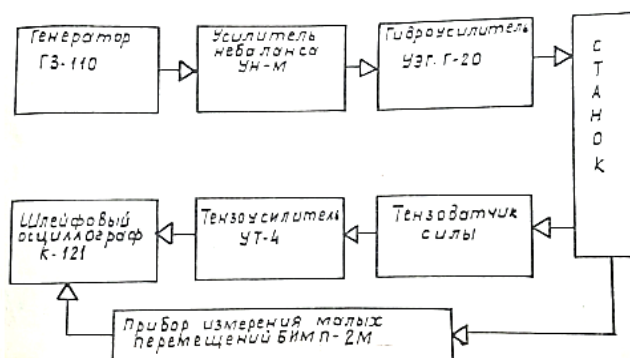 Генератор
ГЗ-110
Усилитель
небаланса
УН-М
Гидроусилитель
УЭГ. Г-20
СТАНОК
Шлейфовый
осциллограф
К-121
Тензоусилитель
УТ-4
Тензодатчик
силы
Прибор измерения малых
перемещений БИМП-2М